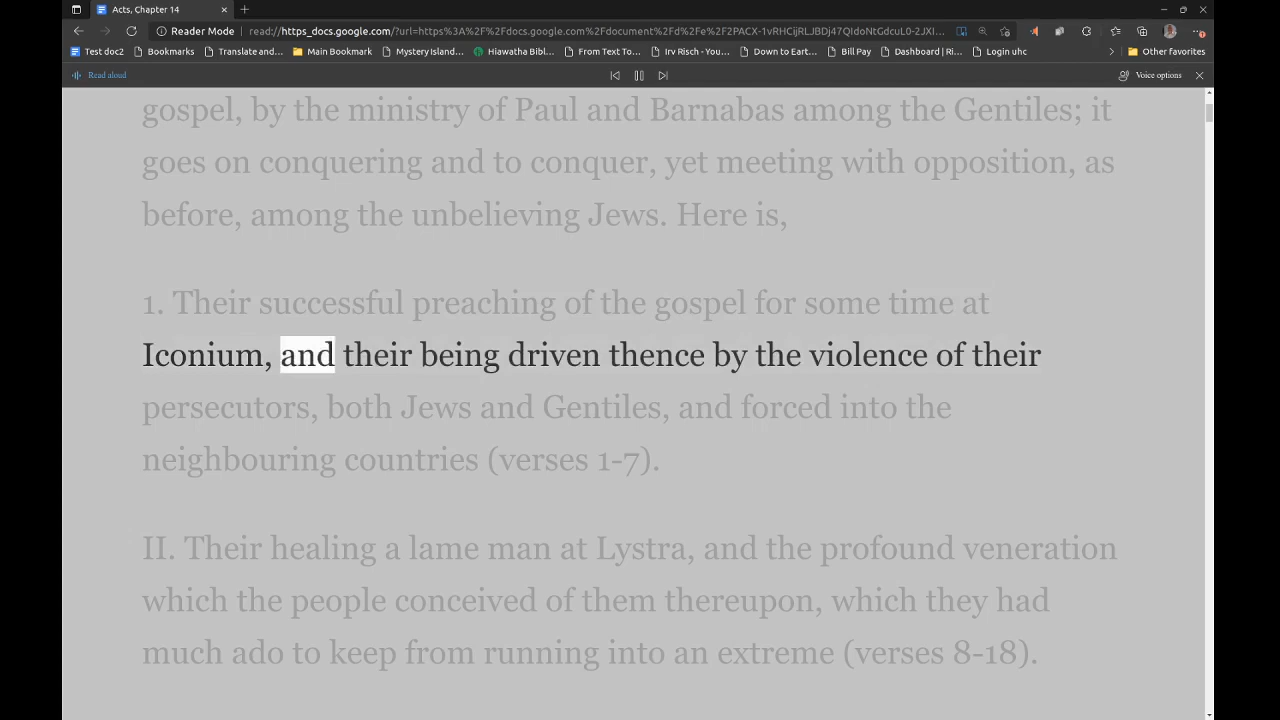 Acts, Chapter 14
Reader Mode
read://https_docs.google.com/?url=https%3A%2F%2Fdocs.google.com%2Fdocument%2Fd%2Fe%2F2PACX-1vRHCijRLJBDj47QIdoNtGdcuL0-2JXI...
Test doc2
Bookmarks
Translate and...
Main Bookmark
Mystery Island...
Hiawatha Bibl...
From Text To...
Irv Risch - You...
Down to Eart...
Bill Pay
Dashboard | Ri...
Login uhc
Other favorites
Read aloud
Voice options
gospel, by the ministry of Paul and Barnabas among the Gentiles; it
goes on conquering and to conquer, yet meeting with opposition, as
before, among the unbelieving Jews. Here is,
1. Their successful preaching of the gospel for some time at
Iconium, and their being driven thence by the violence of their
persecutors, both Jews and Gentiles, and forced into the
neighbouring countries (verses 1-7).
II. Their healing a lame man at Lystra, and the profound veneration
which the people conceived of them thereupon, which they had
much ado to keep from running into an extreme (verses 8-18).